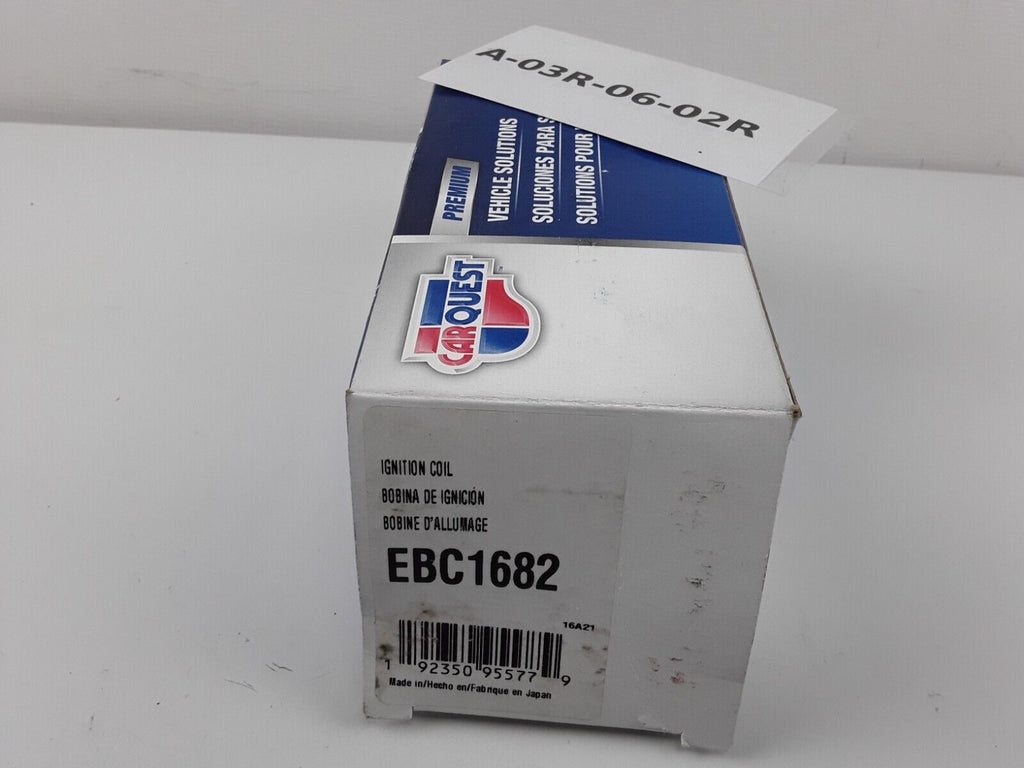 A-03R-06-02R
PREMIUM
VEHICLE SOLUTIONS
SOLUCIONES PARA
SOLUTIONS POUR
CARQUEST
IGNITION COIL
BOBINA DE IGNICIÓN
BOBINE D'ALLUMAGE
EBC1682
16A21
1 92350 95577 9
Made in/Hecho en/Fabrique en Japan